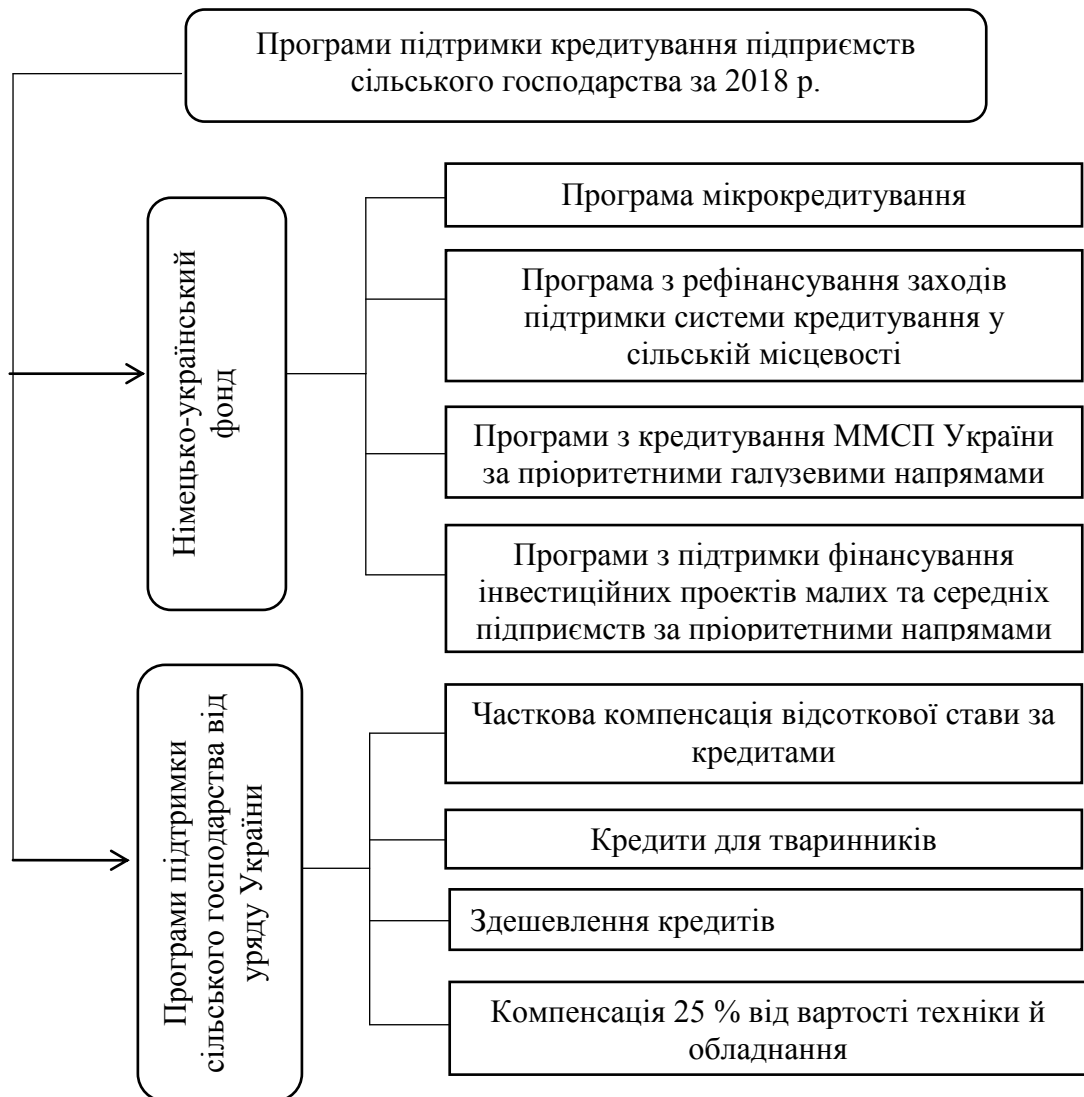 Програми підтримки кредитування підприємств
сільського господарства за 2018 р.
Німецько-український
фонд
Програма мікрокредитування
Програма з рефінансування заходів
підтримки системи кредитування у
сільській місцевості
Програми з кредитування ММСП України
за пріоритетними галузевими напрямами
Програми з підтримки фінансування
інвестиційних проектів малих та середніх
підприємств за пріоритетними напрямами
Програми підтримки
сільського господарства від
уряду України
Часткова компенсація відсоткової стави за
кредитами
Кредити для тваринників
Здешевлення кредитів
Компенсація 25 % від вартості техніки й
обладнання